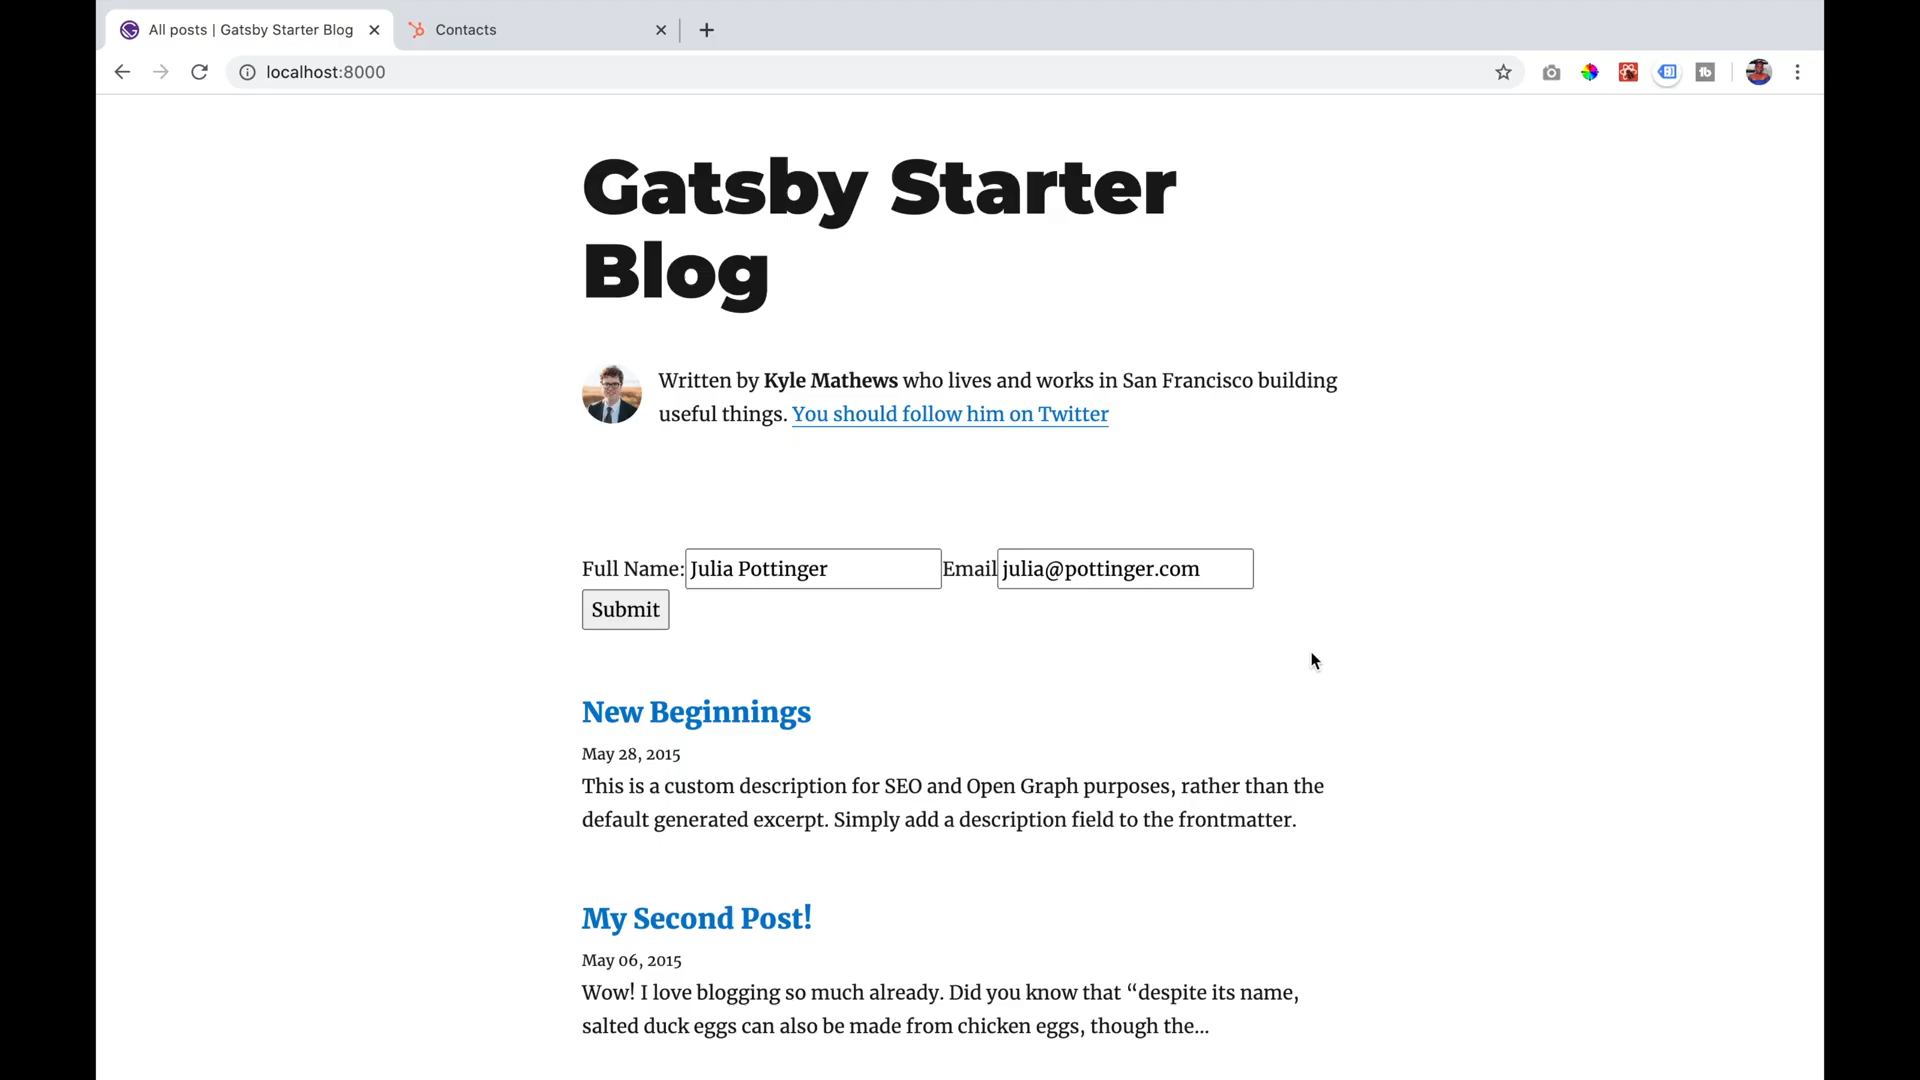 All posts | Gatsby Starter Blog
Contacts
localhost:8000
Gatsby Starter
Blog
Written by Kyle Mathews who lives and works in San Francisco building
useful things. You should follow him on Twitter
Full Name: Julia Pottinger Email julia@pottinger.com
Submit
New Beginnings
May 28, 2015
This is a custom description for SEO and Open Graph purposes, rather than the
default generated excerpt. Simply add a description field to the frontmatter.
My Second Post!
May 06, 2015
Wow! I love blogging so much already. Did you know that “despite its name,
salted duck eggs can also be made from chicken eggs, though the…